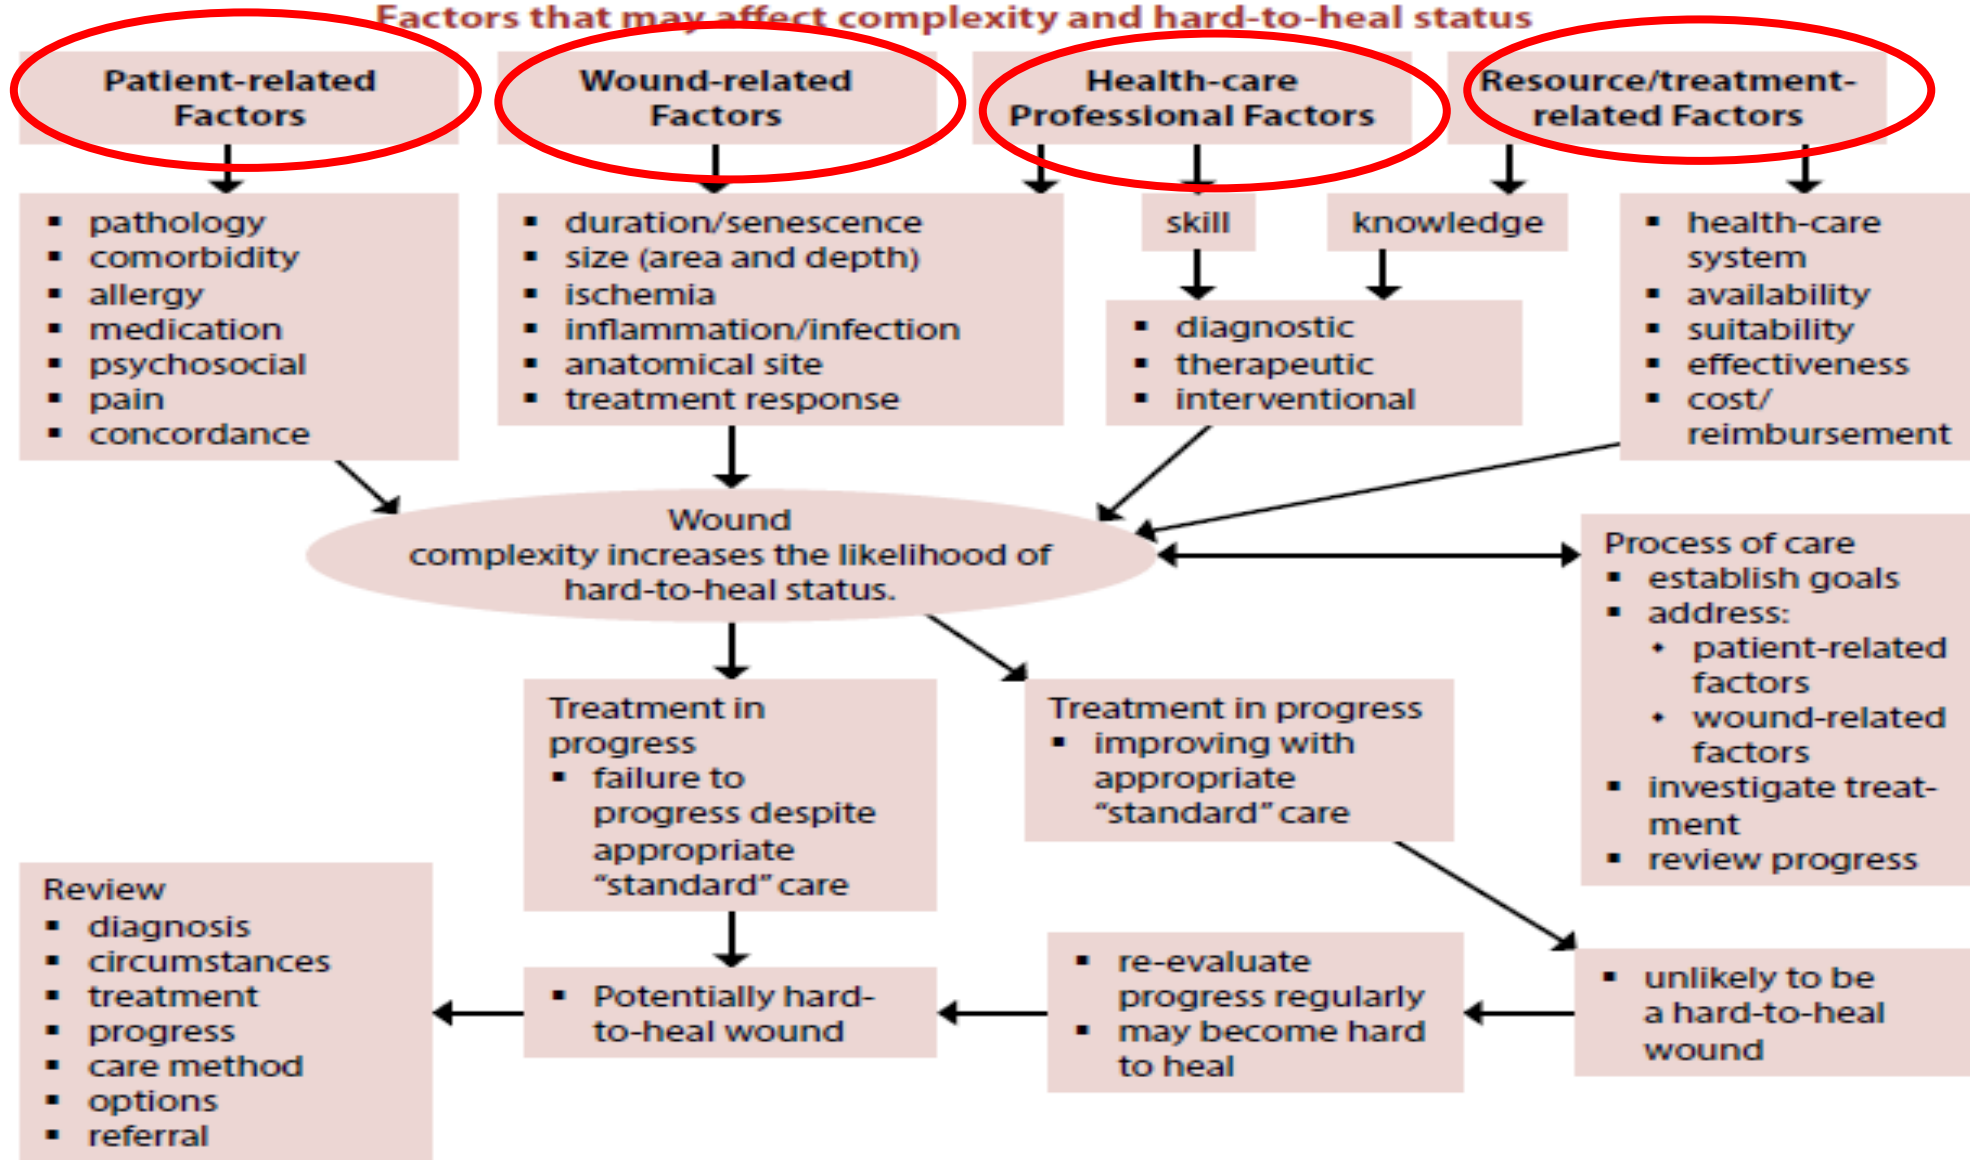 Factors that may affect complexity and hard-to-heal status
Patient-related
Factors
Wound-related
Factors
Health-care
Professional Factors
Resource/treatment-
related Factors
▪ pathology
▪ comorbidity
▪ allergy
▪ medication
▪ psychosocial
▪ pain
▪ concordance
▪ duration/senescence
▪ size (area and depth)
▪ ischemia
▪ inflammation/infection
▪ anatomical site
▪ treatment response
skill
knowledge
▪ diagnostic
▪ therapeutic
▪ interventional
▪ health-care
system
▪ availability
▪ suitability
▪ effectiveness
▪ cost/
reimbursement
Wound
complexity increases the likelihood of
hard-to-heal status.
Process of care
▪ establish goals
▪ address:
• patient-related
factors
• wound-related
factors
▪ investigate treat-
ment
▪ review progress
Treatment in
progress
▪ failure to
progress despite
appropriate
“standard” care
Treatment in progress
▪ improving with
appropriate
“standard” care
Review
▪ diagnosis
▪ circumstances
▪ treatment
▪ progress
▪ care method
▪ options
▪ referral
▪ Potentially hard-
to-heal wound
▪ re-evaluate
progress regularly
▪ may become hard
to heal
▪ unlikely to be
a hard-to-heal
wound